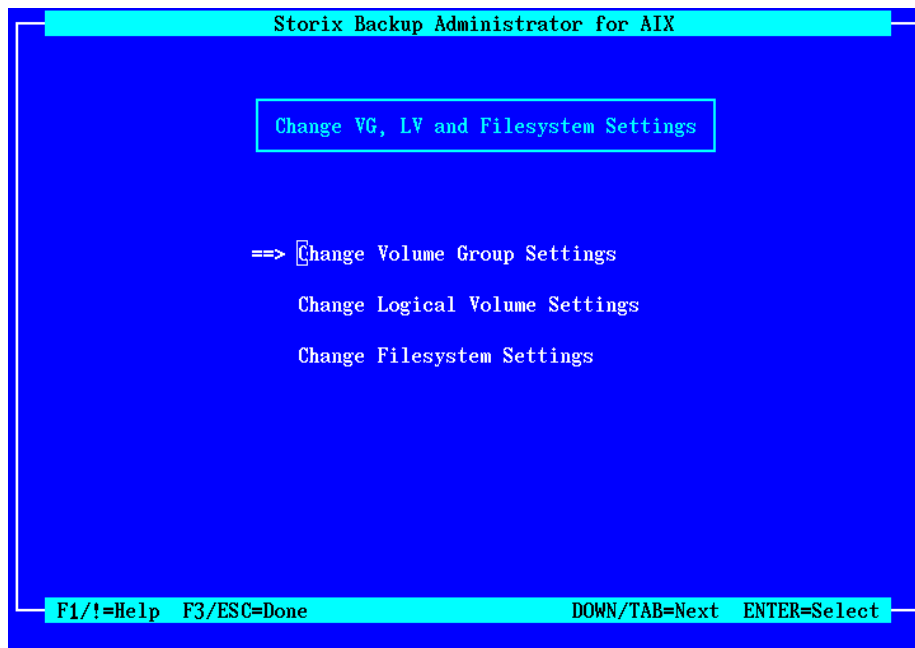 Storix Backup Administrator for AIX
Change VG, LV and Filesystem Settings
==> Change Volume Group Settings
Change Logical Volume Settings
Change Filesystem Settings
F1/!=Help F3/ESC=Done DOWN/TAB=Next ENTER=Select